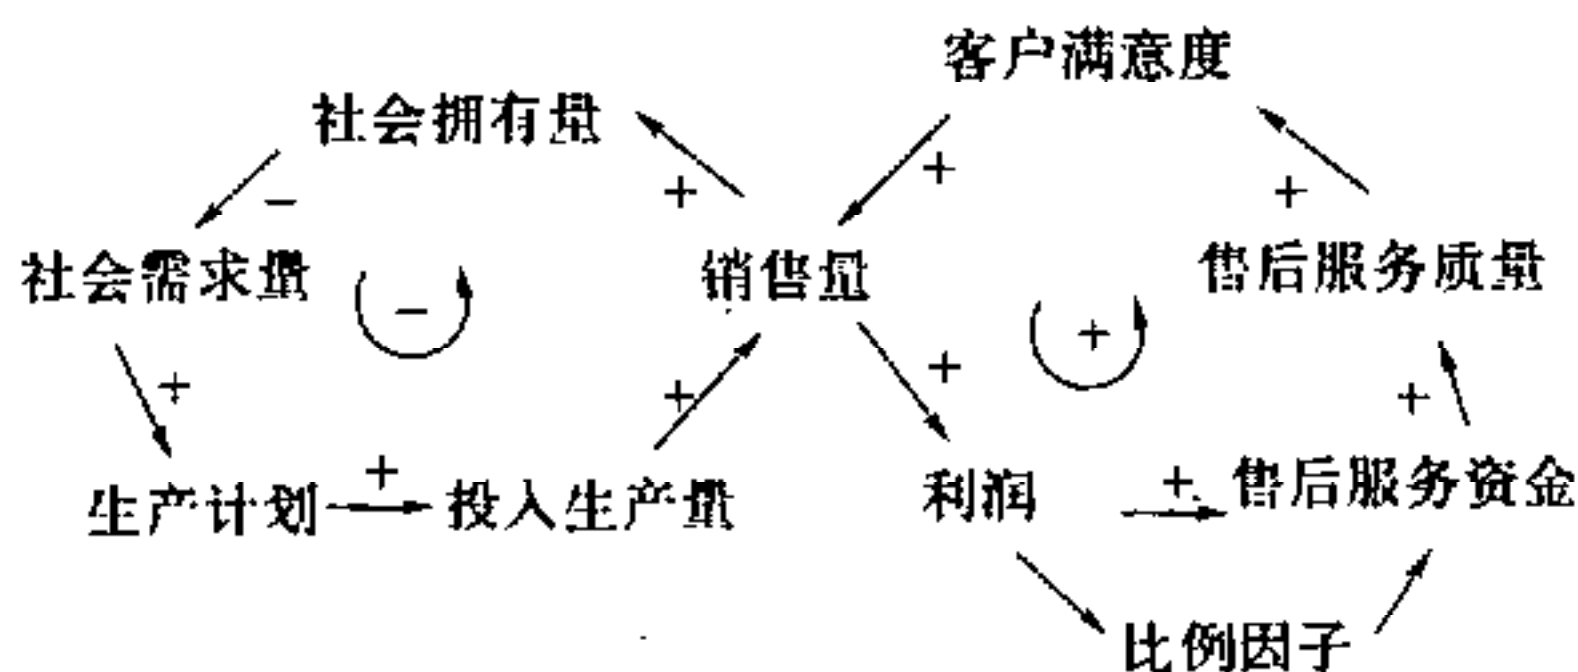 客户满意度
社会拥有量
+
+
−
+
社会需求量
销售量
售后服务质量
−
+
+
+
+
+
生产计划
+
投入生产量
利润
+
售后服务资金
比例因子